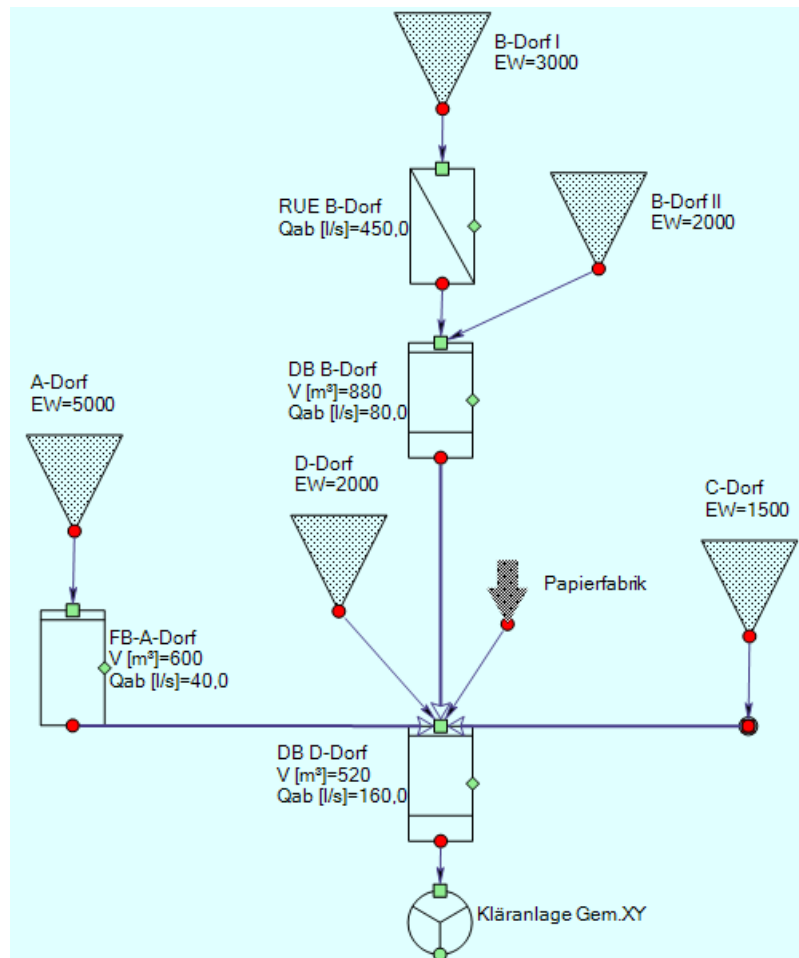 B-Dorf I
EW=3000
RUE B-Dorf
Qab [l/s]=450,0
B-Dorf II
EW=2000
DB B-Dorf
V [m³]=880
Qab [l/s]=80,0
A-Dorf
EW=5000
D-Dorf
EW=2000
C-Dorf
EW=1500
Papierfabrik
FB-A-Dorf
V [m³]=600
Qab [l/s]=40,0
DB D-Dorf
V [m³]=520
Qab [l/s]=160,0
Kläranlage Gem.XY